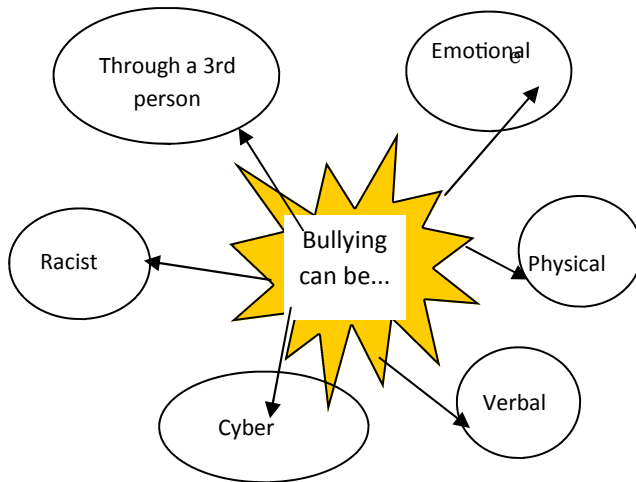 Through a 3rd
person
Emotional
e
Bullying
can be...
Racist
Physical
Cyber
Verbal